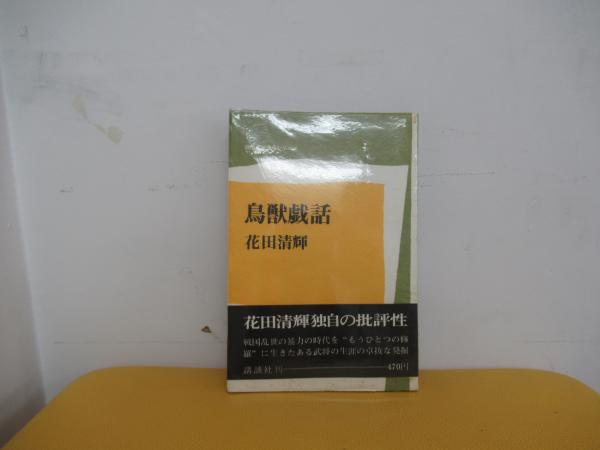 鳥獣戯話
花田清輝
花田清輝独自の批評性
戦国乱世の暴力の時代を“もうひとつの修
羅”に生きたある武将の生涯の卓抜な発掘
講談社刊 470円